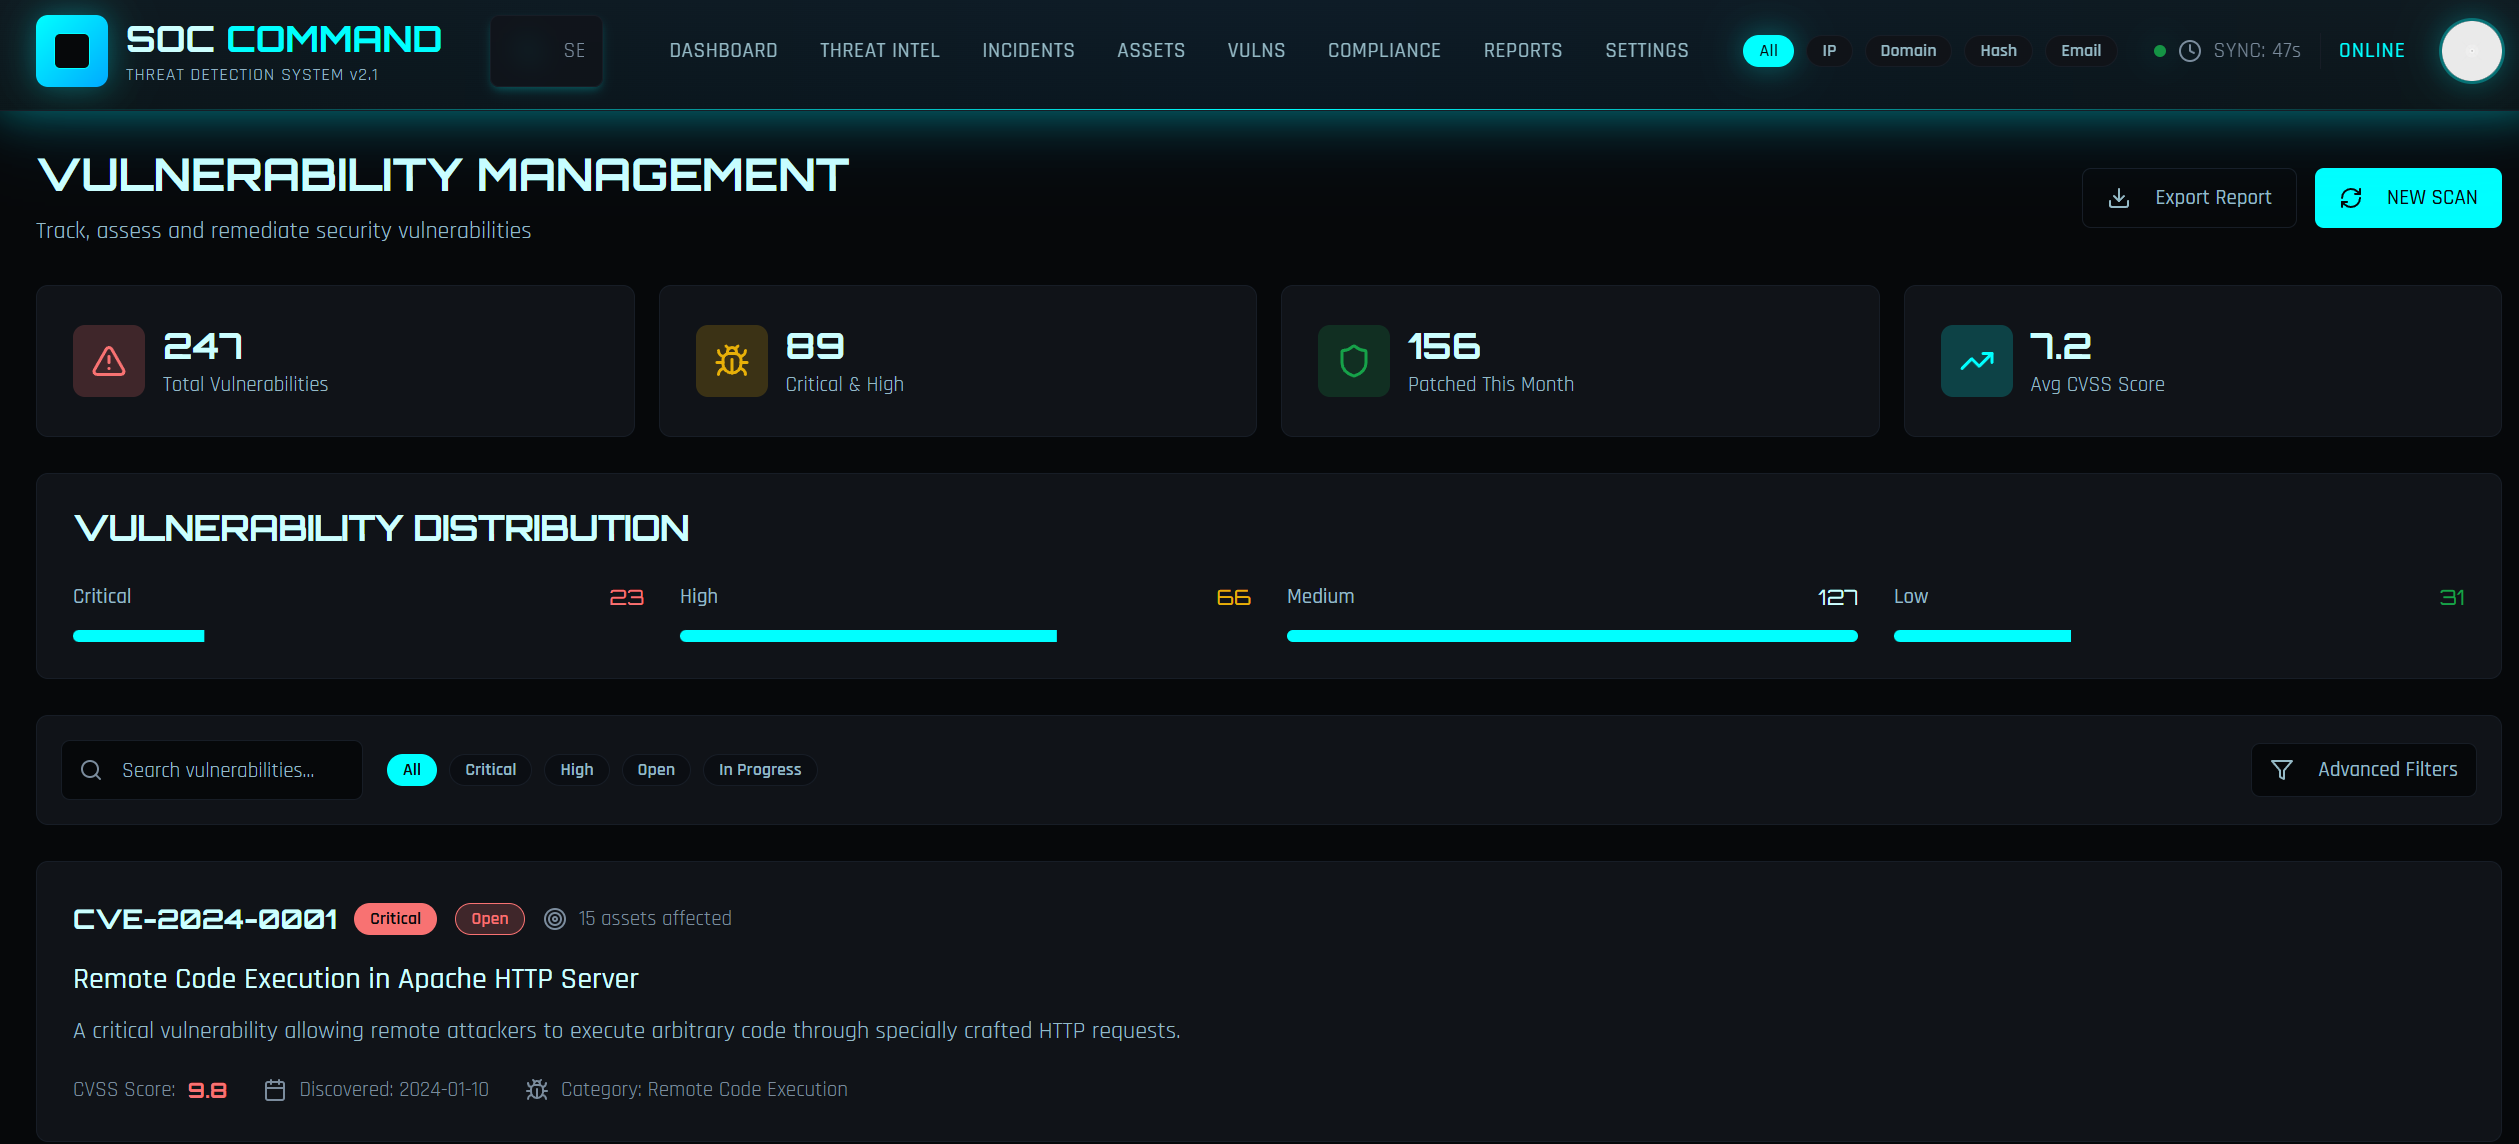 SOC COMMAND
THREAT DETECTION SYSTEM v2.1
SE
DASHBOARD
THREAT INTEL
INCIDENTS
ASSETS
VULNS
COMPLIANCE
REPORTS
SETTINGS
All
IP
Domain
Hash
Email
SYNC: 47s
ONLINE
VULNERABILITY MANAGEMENT
Track, assess and remediate security vulnerabilities
Export Report
NEW SCAN
247
Total Vulnerabilities
89
Critical & High
156
Patched This Month
7.2
Avg CVSS Score
VULNERABILITY DISTRIBUTION
Critical 23
High 66
Medium 127
Low 31
Search vulnerabilities...
All
Critical
High
Open
In Progress
Advanced Filters
CVE-2024-0001 Critical Open 15 assets affected
Remote Code Execution in Apache HTTP Server
A critical vulnerability allowing remote attackers to execute arbitrary code through specially crafted HTTP requests.
CVSS Score: 9.8 Discovered: 2024-01-10 Category: Remote Code Execution